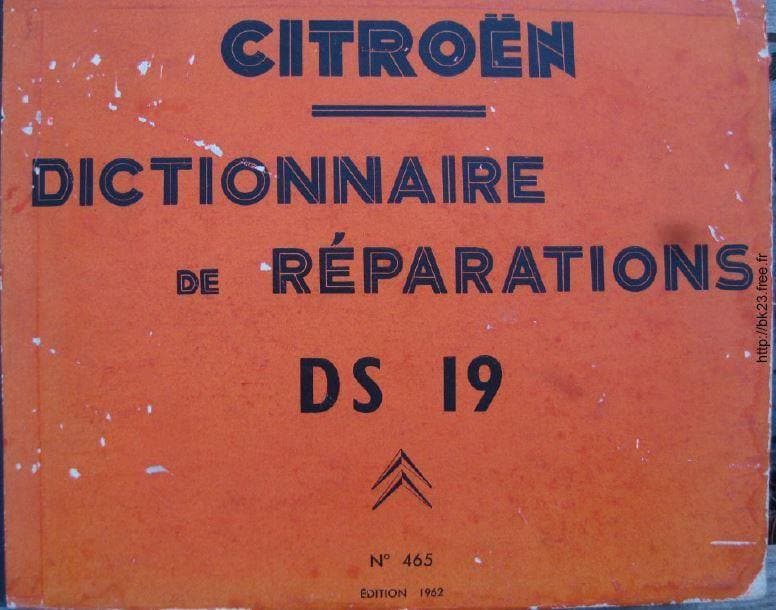 CITROËN
DICTIONNAIRE
DE RÉPARATIONS
DS 19
N° 465
ÉDITION 1962
http://bk23.free.fr